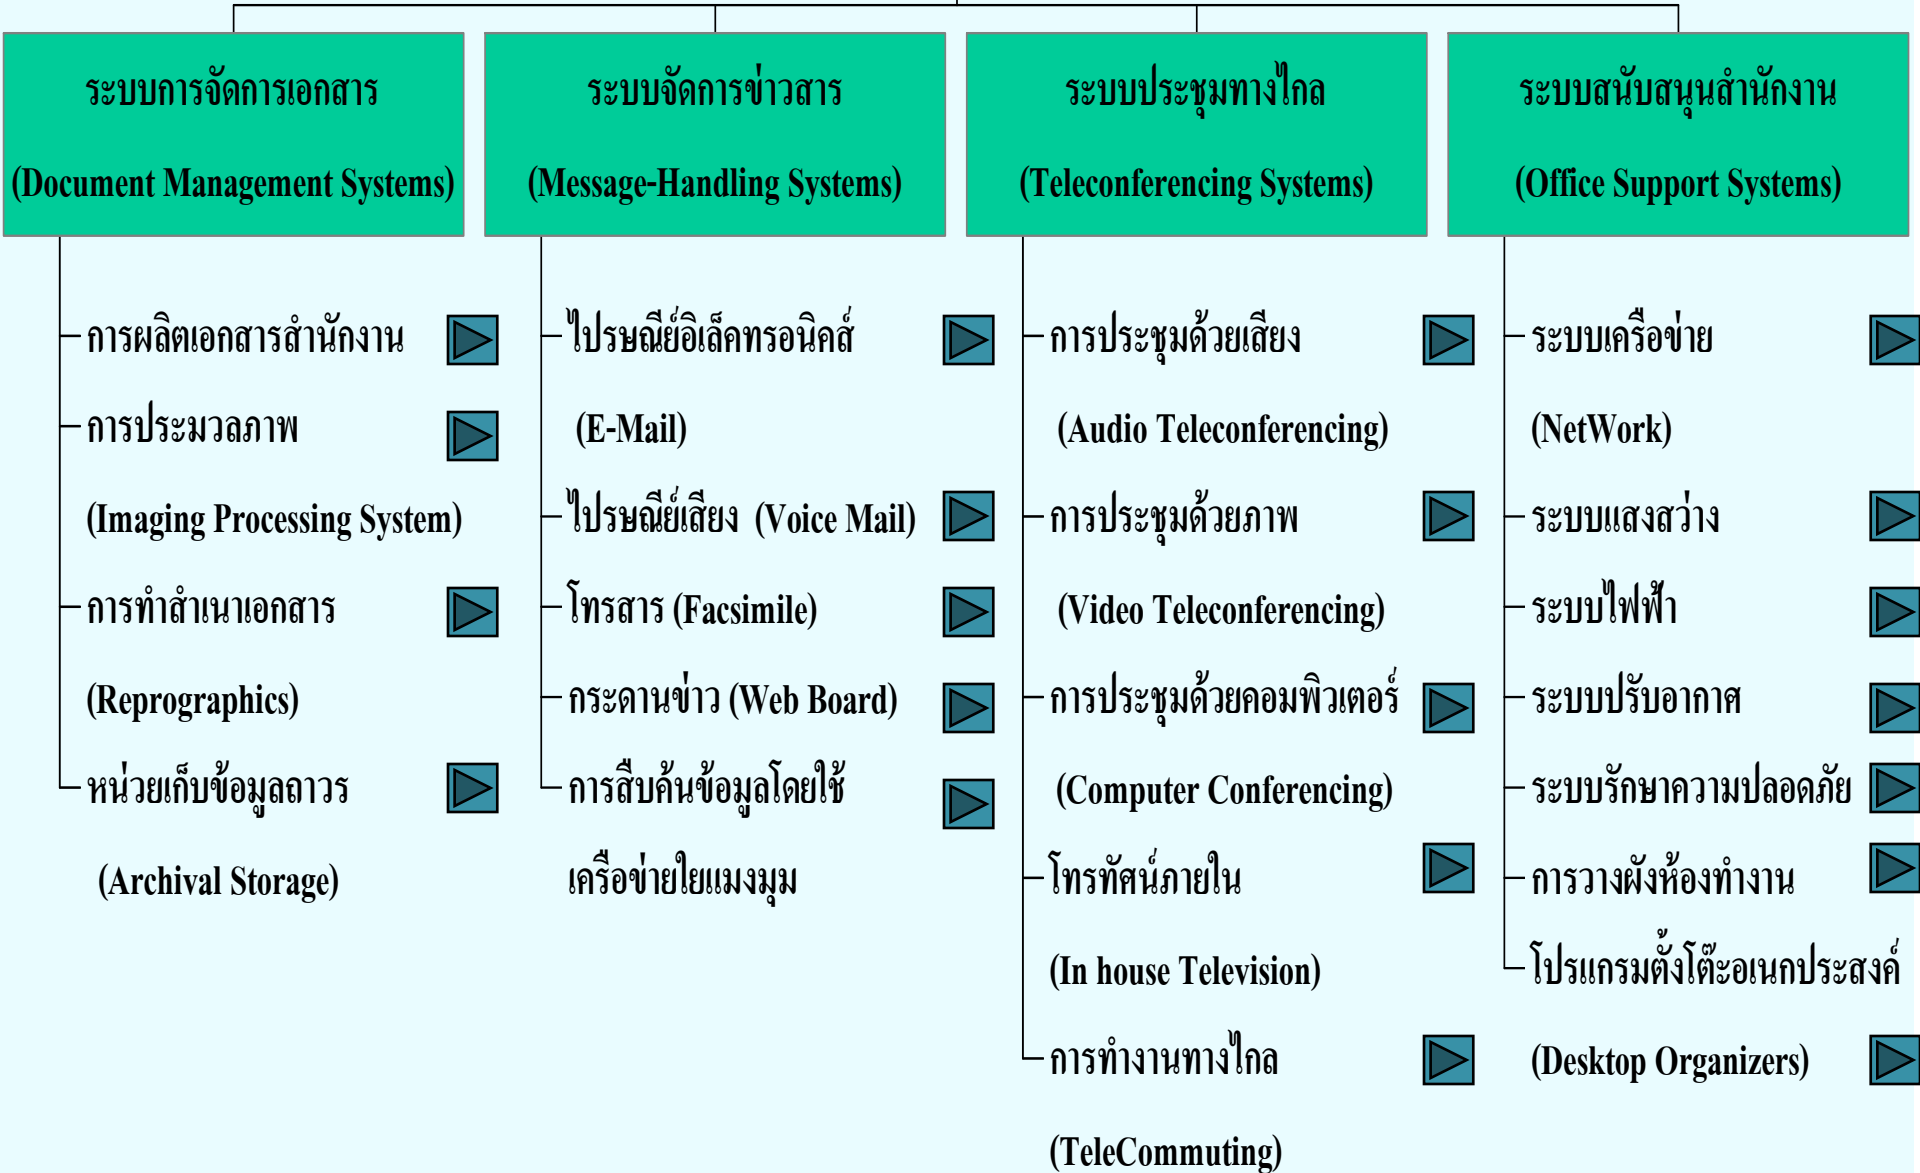 ระบบการจัดการเอกสาร
(Document Management Systems)
การผลิตเอกสารสำนักงาน
การประมวลภาพ
(Imaging Processing System)
การทำสำเนาเอกสาร
(Reprographics)
หน่วยเก็บข้อมูลถาวร
(Archival Storage)
ระบบจัดการข่าวสาร
(Message-Handling Systems)
ไปรษณีย์อิเล็คทรอนิคส์
(E-Mail)
ไปรษณีย์เสียง (Voice Mail)
โทรสาร (Facsimile)
กระดานข่าว (Web Board)
การสืบค้นข้อมูลโดยใช้
เครือข่ายใยแมงมุม
ระบบประชุมทางไกล
(Teleconferencing Systems)
การประชุมด้วยเสียง
(Audio Teleconferencing)
การประชุมด้วยภาพ
(Video Teleconferencing)
การประชุมด้วยคอมพิวเตอร์
(Computer Conferencing)
โทรทัศน์ภายใน
(In house Television)
การทำงานทางไกล
(TeleCommuting)
ระบบสนับสนุนสำนักงาน
(Office Support Systems)
ระบบเครือข่าย
(NetWork)
ระบบแสงสว่าง
ระบบไฟฟ้า
ระบบปรับอากาศ
ระบบรักษาความปลอดภัย
การวางผังห้องทำงาน
โปรแกรมตั้งโต๊ะอเนกประสงค์
(Desktop Organizers)